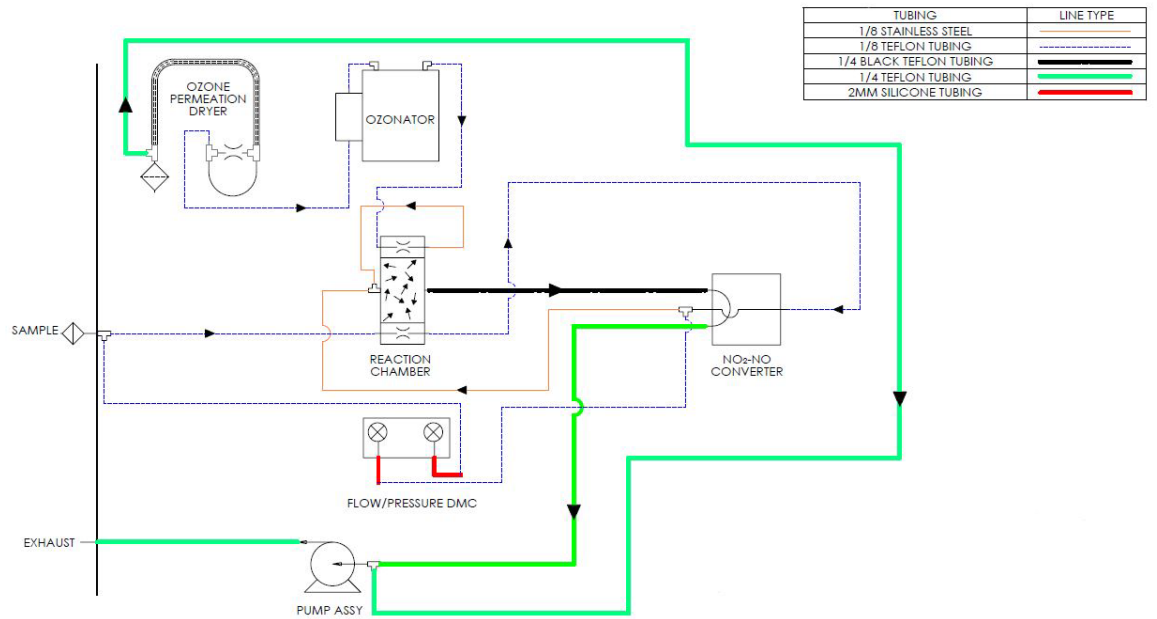 TUBING LINE TYPE
1/8 STAINLESS STEEL
1/8 TEFLON TUBING
1/4 BLACK TEFLON TUBING
1/4 TEFLON TUBING
2MM SILICONE TUBING
OZONE
PERMEATION
DRYER
OZONATOR
SAMPLE
REACTION
CHAMBER
NO2-NO
CONVERTER
FLOW/PRESSURE DMC
EXHAUST
PUMP ASSY